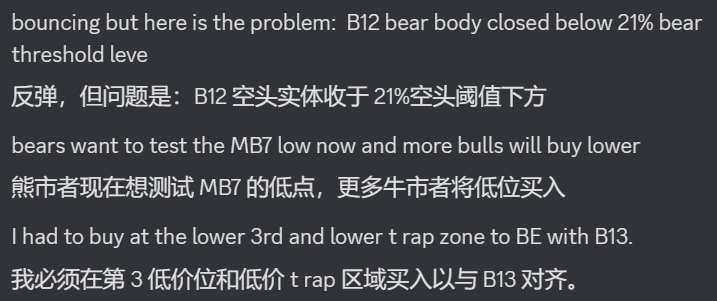 bouncing but here is the problem: B12 bear body closed below 21% bear
threshold leve
反弹，但问题是：B12 空头实体收于 21%空头阈值下方
bears want to test the MB7 low now and more bulls will buy lower
熊市者现在想测试 MB7 的低点，更多牛市者将低位买入
I had to buy at the lower 3rd and lower t rap zone to BE with B13.
我必须在第 3 低价位和低价 t rap 区域买入以与 B13 对齐。